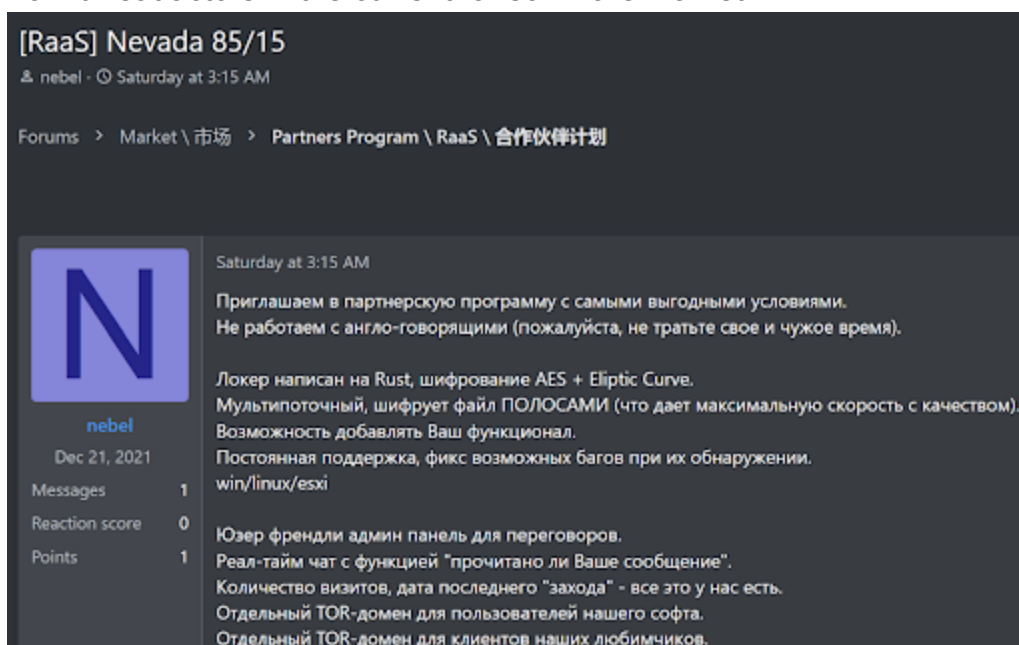 [RaaS] Nevada 85/15
nebel · Saturday at 3:15 AM
Forums > Market \ 市场 > Partners Program \ RaaS \ 合作伙伴计划
N
nebel
Dec 21, 2021
Messages 1
Reaction score 0
Points 1
Saturday at 3:15 AM
Приглашаем в партнерскую программу с самыми выгодными условиями.
Не работаем с англо-говорящими (пожалуйста, не тратьте свое и чужое время).
Локер написан на Rust, шифрование AES + Eliptic Curve.
Мультипоточный, шифрует файл ПОЛОСАМИ (что дает максимальную скорость с качеством).
Возможность добавлять Ваш функционал.
Постоянная поддержка, фикс возможных багов при их обнаружении.
win/linux/esxi
Юзер френдли админ панель для переговоров.
Реал-тайм чат с функцией "прочитано ли Ваше сообщение".
Количество визитов, дата последнего "захода" - все это у нас есть.
Отдельный TOR-домен для пользователей нашего софта.
Отдельный TOR-домен для клиентов наших любимчиков.